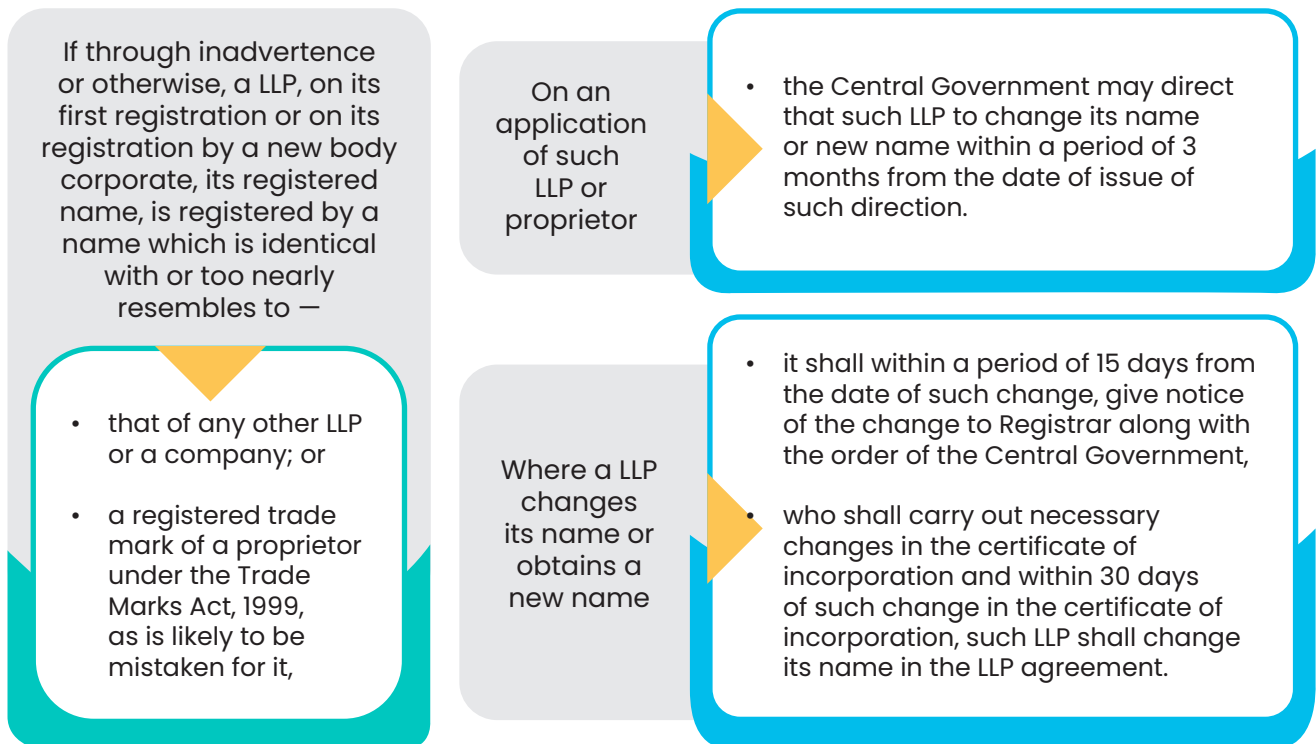 If through inadvertence
or otherwise, a LLP, on its
first registration or on its
registration by a new body
corporate, its registered
name, is registered by a
name which is identical
with or too nearly
resembles to —
• that of any other LLP
or a company; or
• a registered trade
mark of a proprietor
under the Trade
Marks Act, 1999,
as is likely to be
mistaken for it,
On an
application
of such
LLP or
proprietor
• the Central Government may direct
that such LLP to change its name
or new name within a period of 3
months from the date of issue of
such direction.
Where a LLP
changes
its name or
obtains a
new name
• it shall within a period of 15 days from
the date of such change, give notice
of the change to Registrar along with
the order of the Central Government,
• who shall carry out necessary
changes in the certificate of
incorporation and within 30 days
of such change in the certificate of
incorporation, such LLP shall change
its name in the LLP agreement.